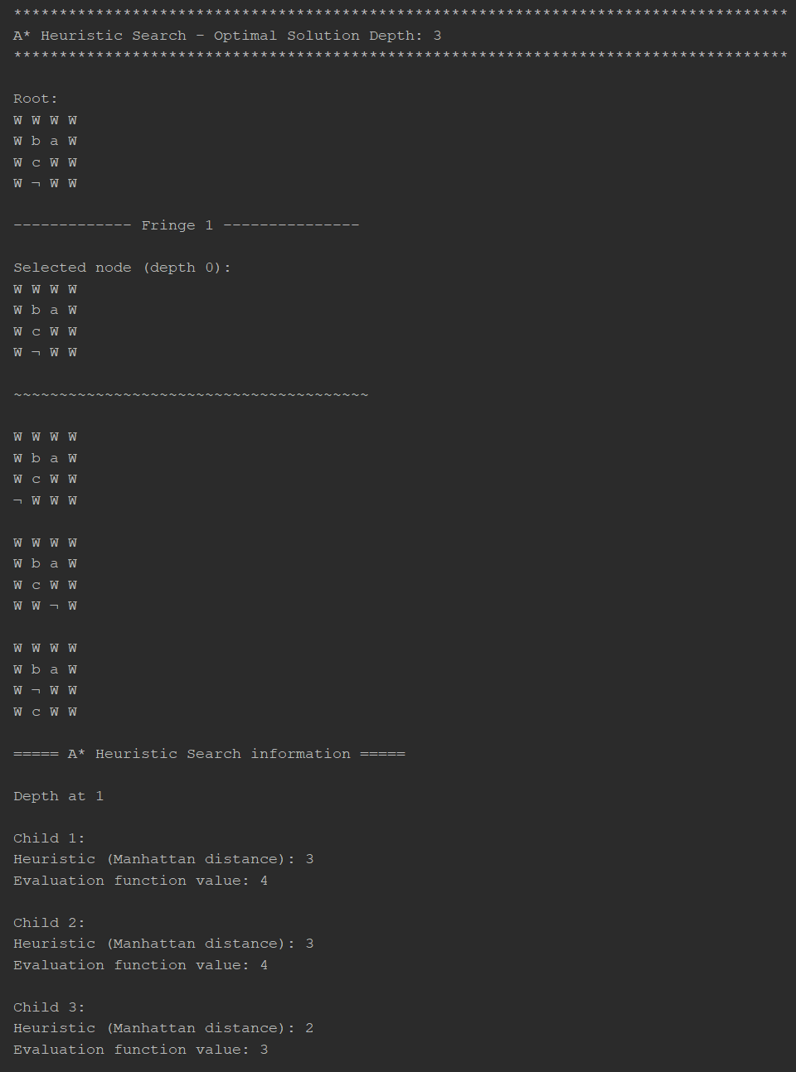 *************************************************************************************
A* Heuristic Search - Optimal Solution Depth: 3
*************************************************************************************
Root:
W W W W
W b a W
W c W W
W ¬ W W
------------- Fringe 1 ---------------
Selected node (depth 0):
W W W W
W b a W
W c W W
W ¬ W W
~~~~~~~~~~~~~~~~~~~~~~~~~~~~~~~~~~~~~~~
W W W W
W b a W
W c W W
¬ W W W
W W W W
W b a W
W c W W
W W ¬ W
W W W W
W b a W
W ¬ W W
W c W W
===== A* Heuristic Search information =====
Depth at 1
Child 1:
Heuristic (Manhattan distance): 3
Evaluation function value: 4
Child 2:
Heuristic (Manhattan distance): 3
Evaluation function value: 4
Child 3:
Heuristic (Manhattan distance): 2
Evaluation function value: 3